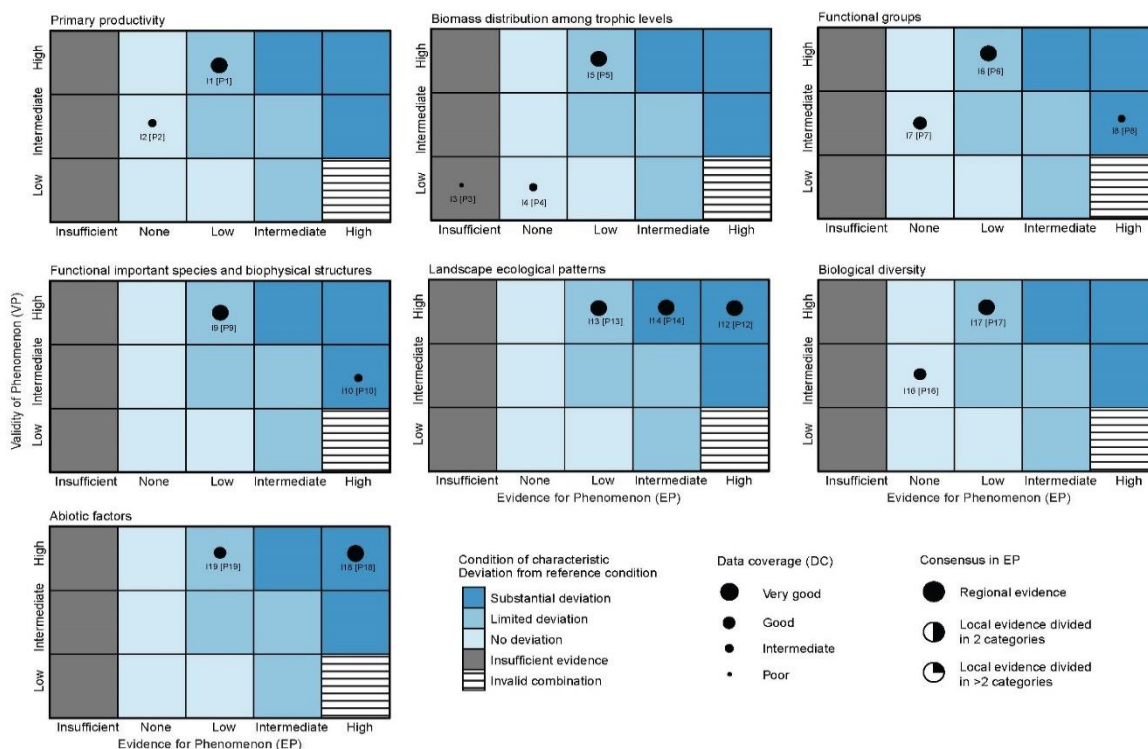 Primary productivity
High
Intermediate
Low
I1 [P1]
I2 [P2]
Insufficient None Low Intermediate High
Biomass distribution among trophic levels
High
Intermediate
Low
I5 [P5]
I3 [P3]
I4 [P4]
Insufficient None Low Intermediate High
Functional groups
High
Intermediate
Low
I6 [P6]
I7 [P7]
I8 [P8]
Insufficient None Low Intermediate High
Functional important species and biophysical structures
Validity of Phenomenon (VP)
High
Intermediate
Low
I9 [P9]
I10 [P10]
Insufficient None Low Intermediate High
Landscape ecological patterns
High
Intermediate
Low
I13 [P13]
I14 [P14]
I12 [P12]
Insufficient None Low Intermediate High
Evidence for Phenomenon (EP)
Biological diversity
High
Intermediate
Low
I17 [P17]
I16 [P16]
Insufficient None Low Intermediate High
Abiotic factors
High
Intermediate
Low
I19 [P19]
I18 [P18]
Insufficient None Low Intermediate High
Evidence for Phenomenon (EP)
Condition of characteristic
Deviation from reference condition
Substantial deviation
Limited deviation
No deviation
Insufficient evidence
Invalid combination
Data coverage (DC)
Very good
Good
Intermediate
Poor
Consensus in EP
Regional evidence
Local evidence divided
in 2 categories
Local evidence divided
in >2 categories